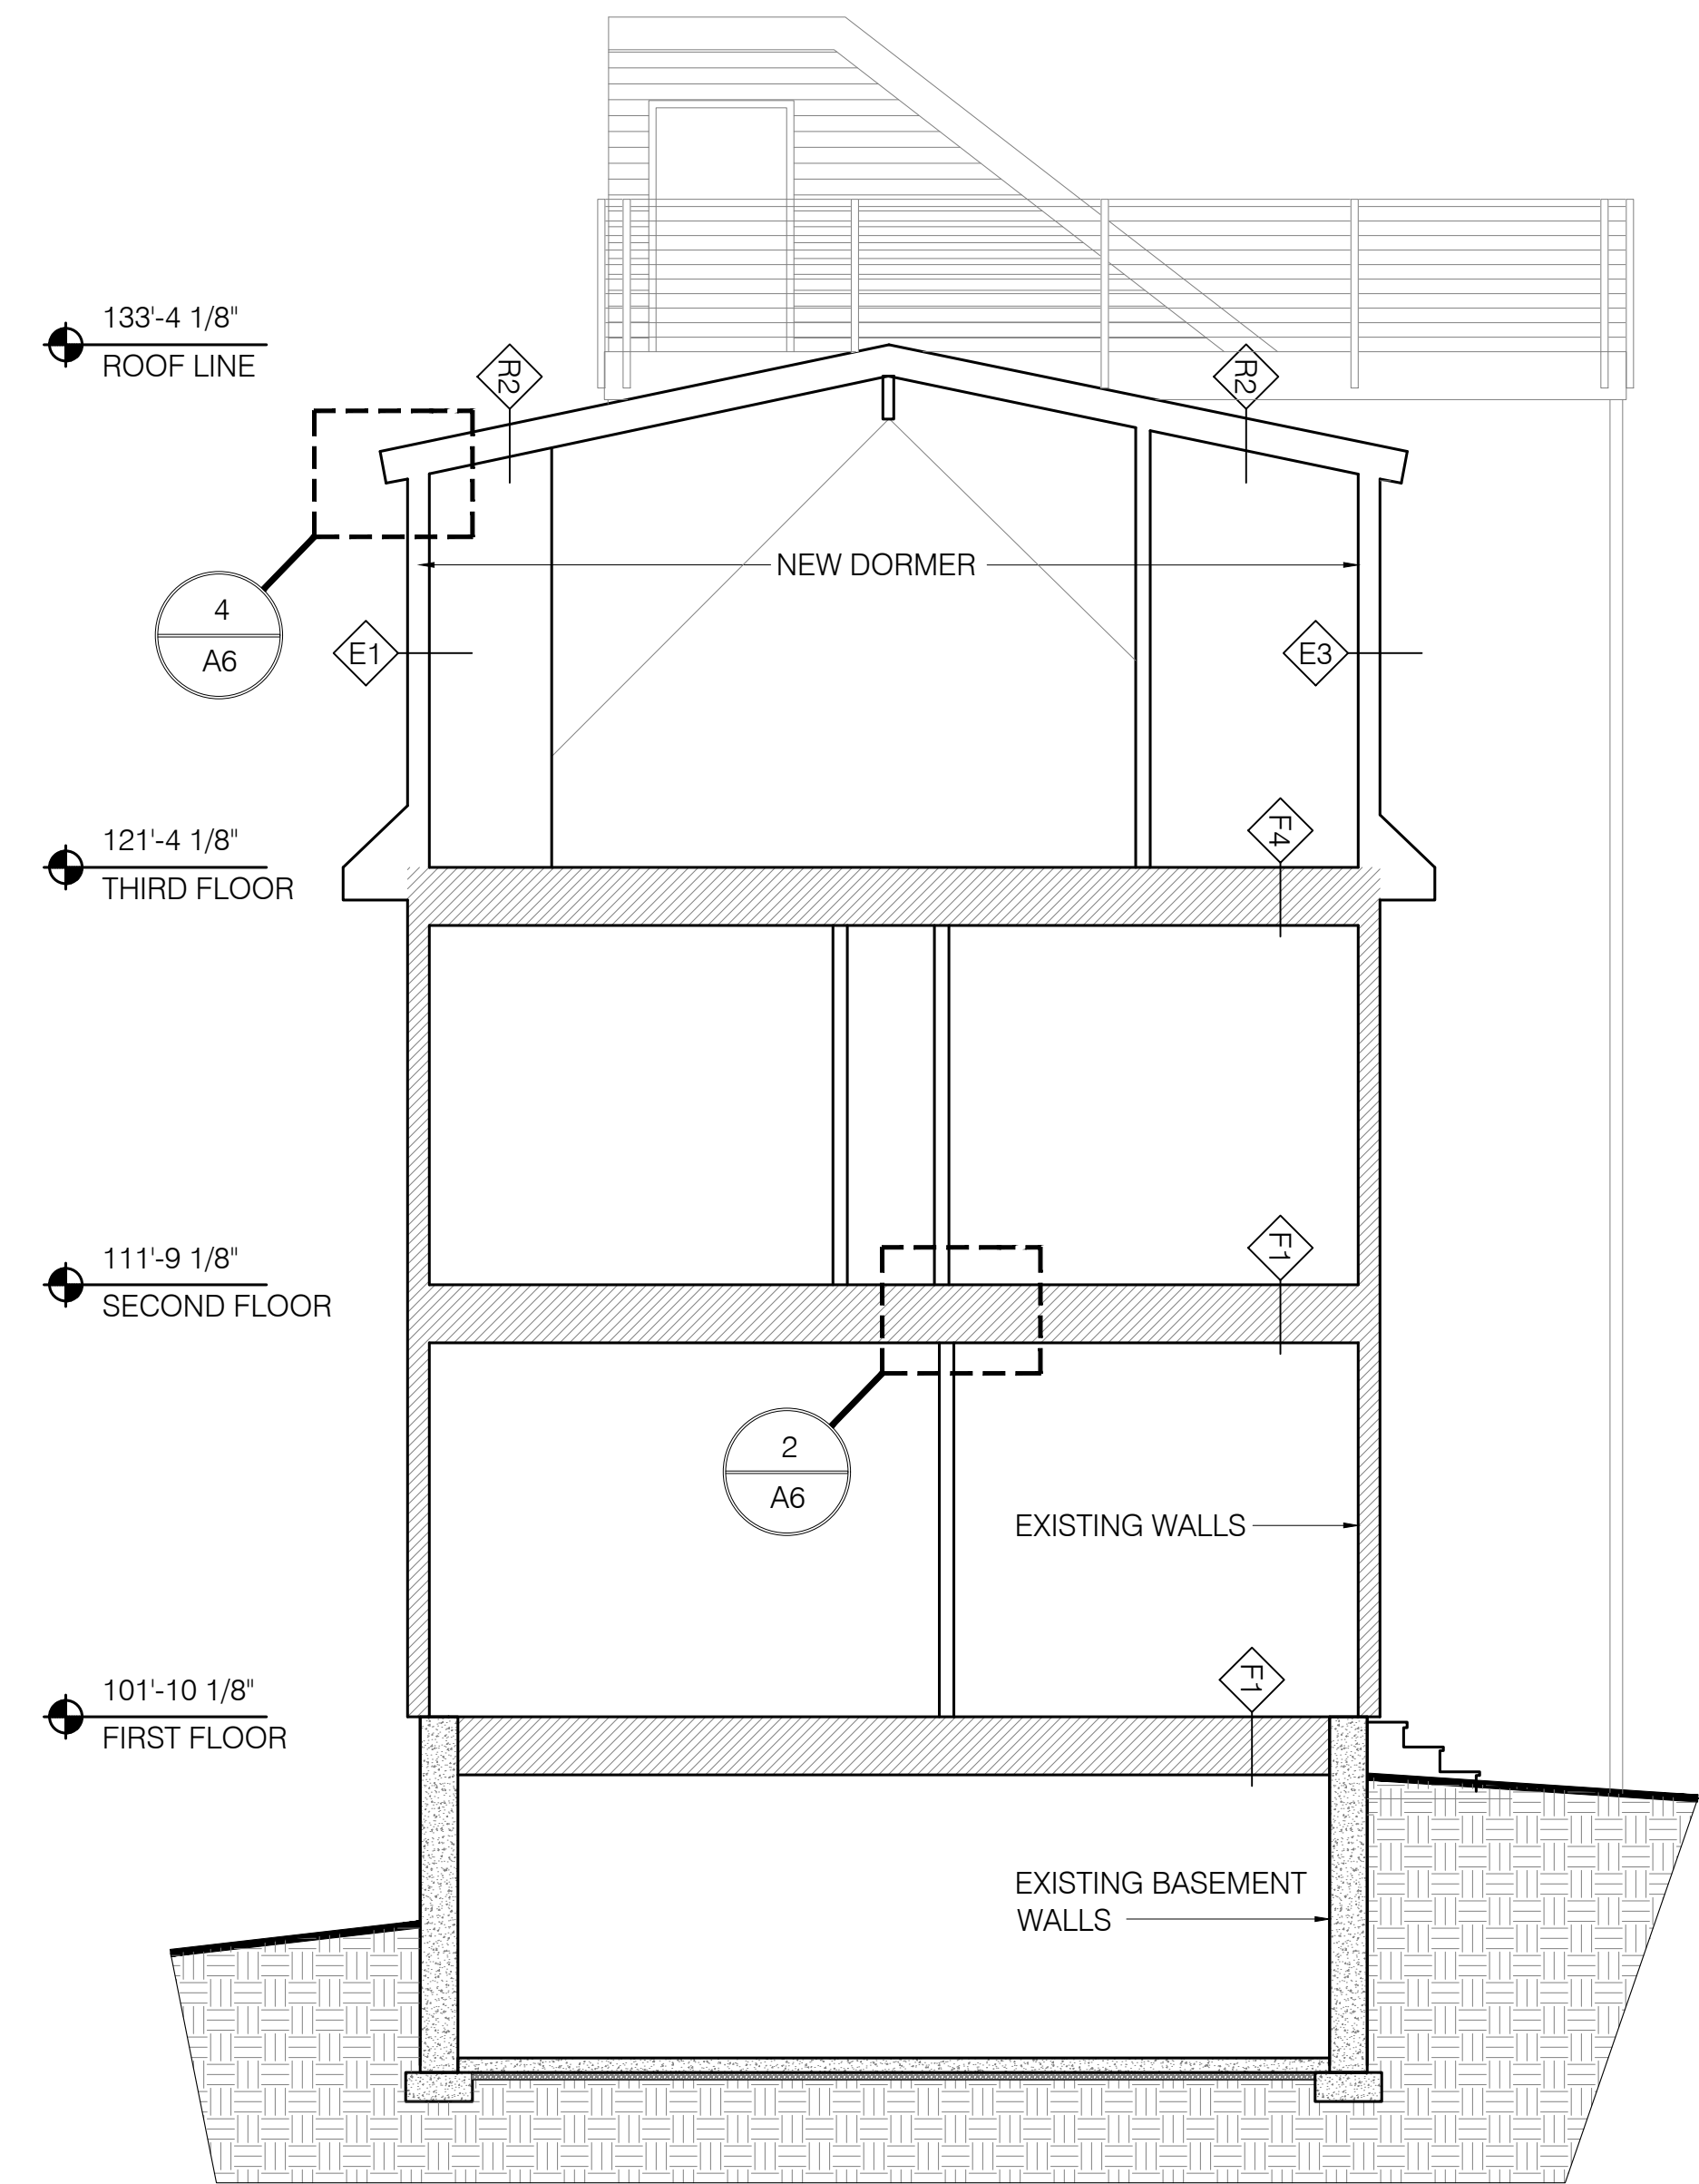 133'-4 1/8"
ROOF LINE
R2
R2
NEW DORMER
4
A6
E1
E3
121'-4 1/8"
THIRD FLOOR
F4
111'-9 1/8"
SECOND FLOOR
F1
2
A6
EXISTING WALLS
101'-10 1/8"
FIRST FLOOR
F1
EXISTING BASEMENT
WALLS